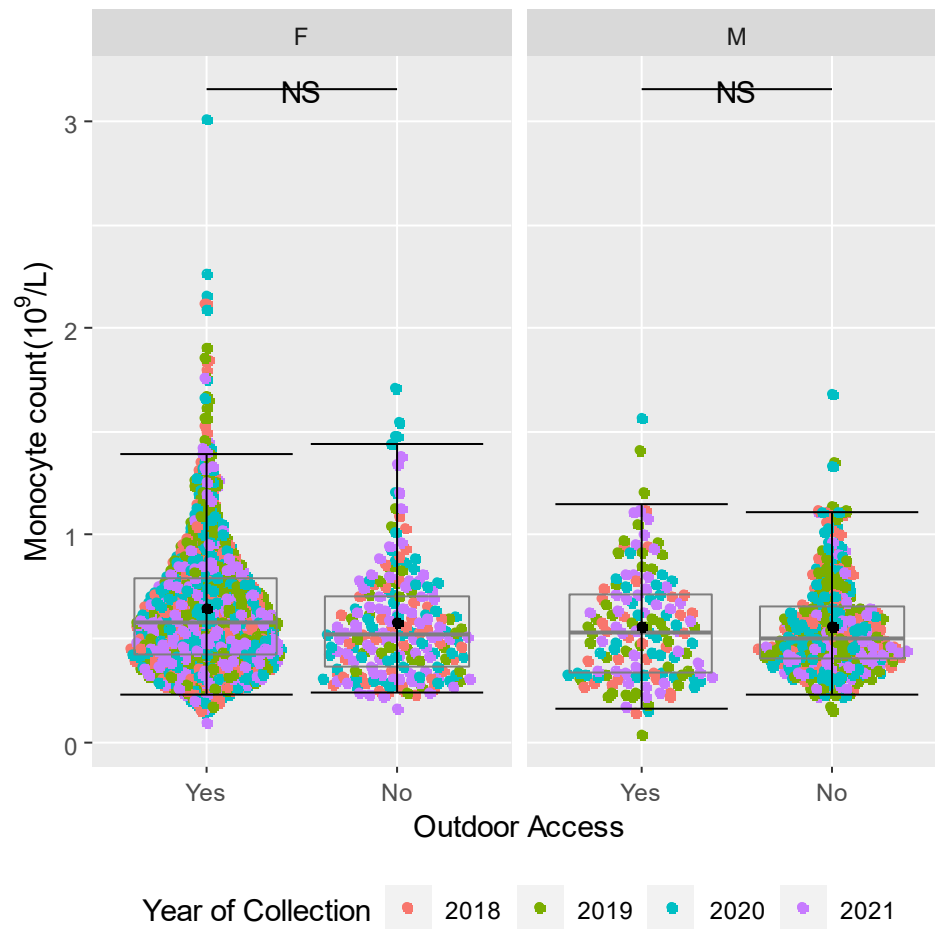 F
M
NS
NS
3
2
1
0
Monocyte count(10⁹/L)
Yes
No
Yes
No
Outdoor Access
Year of Collection 2018 2019 2020 2021